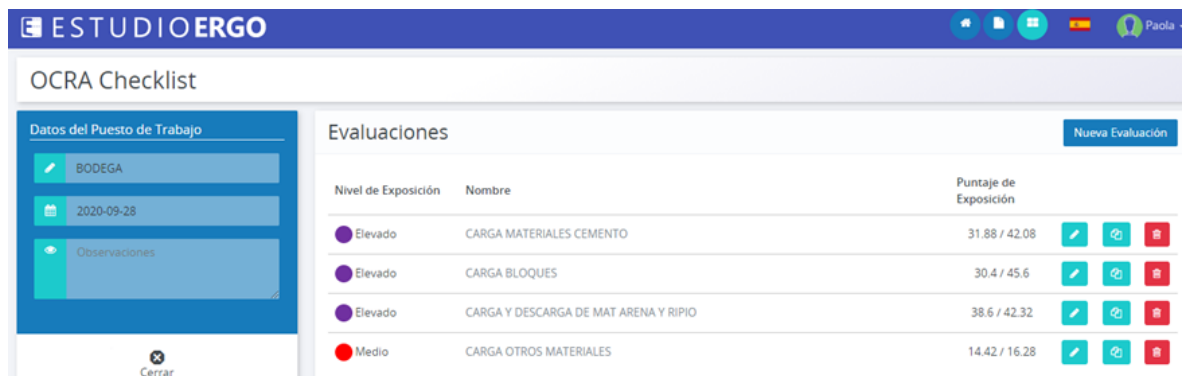 ESTUDIOERGO
Paola
OCRA Checklist
Datos del Puesto de Trabajo
BODEGA
2020-09-28
Observaciones
Cerrar
Evaluaciones
Nueva Evaluación
Nivel de Exposición Nombre Puntaje de Exposición
Elevado CARGA MATERIALES CEMENTO 31.88 / 42.08
Elevado CARGA BLOQUES 30.4 / 45.6
Elevado CARGA Y DESCARGA DE MAT ARENA Y RIPIO 38.6 / 42.32
Medio CARGA OTROS MATERIALES 14.42 / 16.28